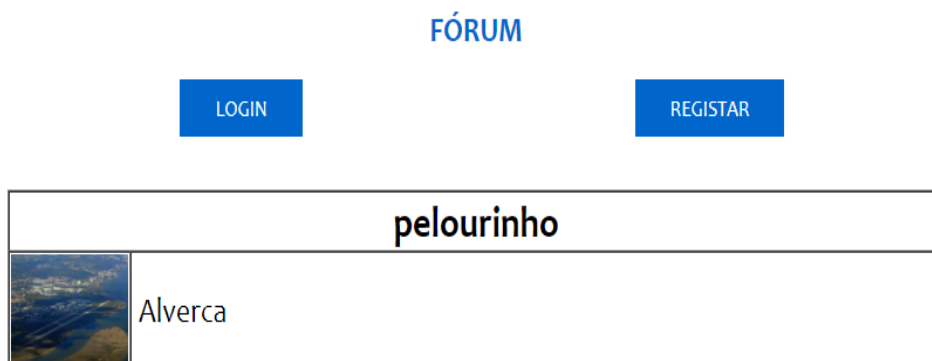 FÓRUM
LOGIN
REGISTAR
pelourinho
Alverca